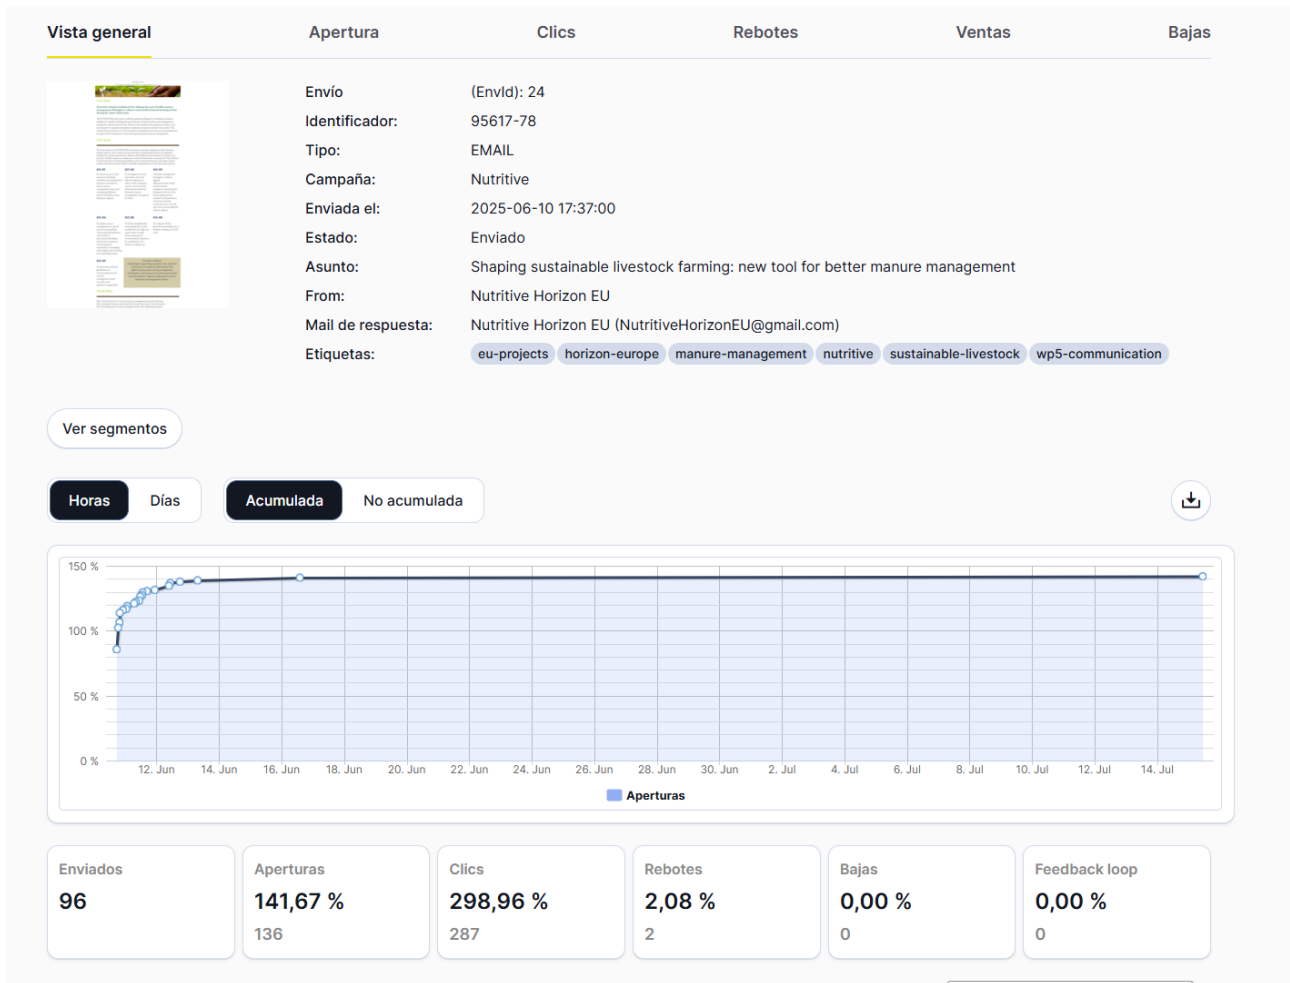 Vista general Apertura Clics Rebotes Ventas Bajas
Envío (EnvId): 24
Identificador: 95617-78
Tipo: EMAIL
Campaña: Nutritive
Enviada el: 2025-06-10 17:37:00
Estado: Enviado
Asunto: Shaping sustainable livestock farming: new tool for better manure management
From: Nutritive Horizon EU
Mail de respuesta: Nutritive Horizon EU (NutritiveHorizonEU@gmail.com)
Etiquetas: eu-projects horizon-europe manure-management nutritive sustainable-livestock wp5-communication
Ver segmentos
Horas Días Acumulada No acumulada
150 %
100 %
50 %
0 %
12. Jun 14. Jun 16. Jun 18. Jun 20. Jun 22. Jun 24. Jun 26. Jun 28. Jun 30. Jun 2. Jul 4. Jul 6. Jul 8. Jul 10. Jul 12. Jul 14. Jul
Aperturas
Enviados Aperturas Clics Rebotes Bajas Feedback loop
96 141,67 % 298,96 % 2,08 % 0,00 % 0,00 %
136 287 2 0 0